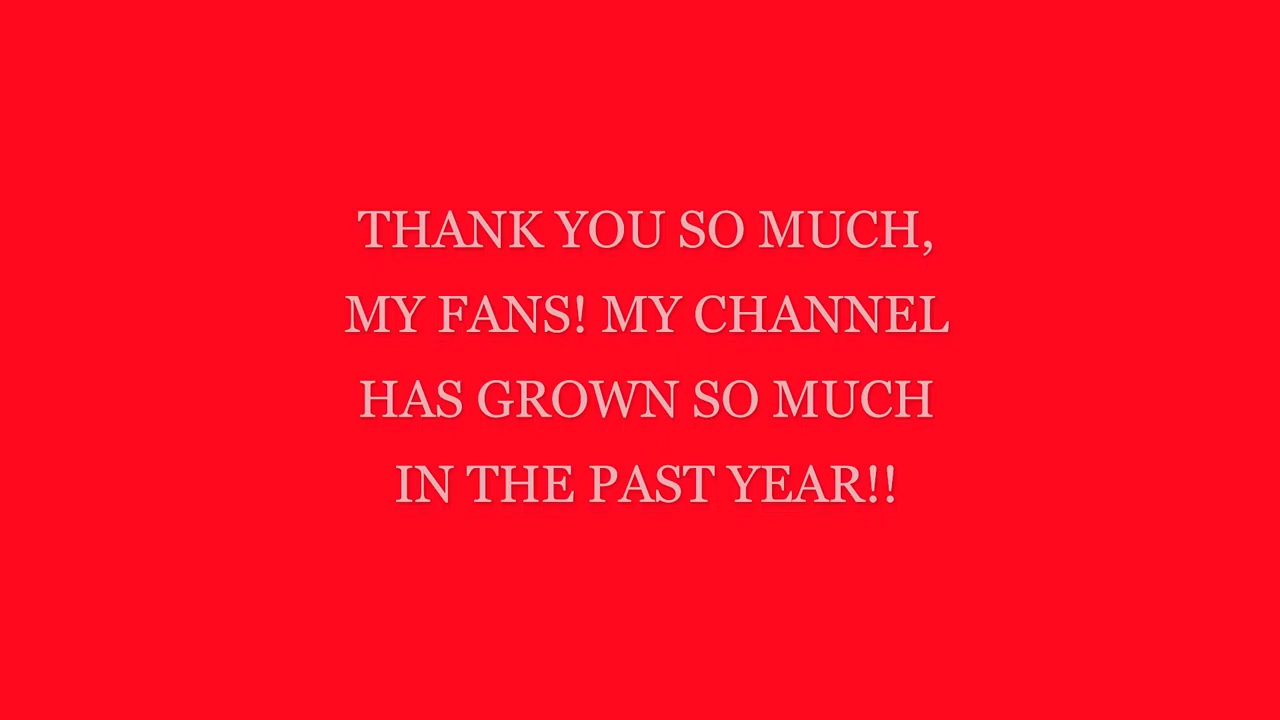 THANK YOU SO MUCH,
MY FANS! MY CHANNEL
HAS GROWN SO MUCH
IN THE PAST YEAR!!